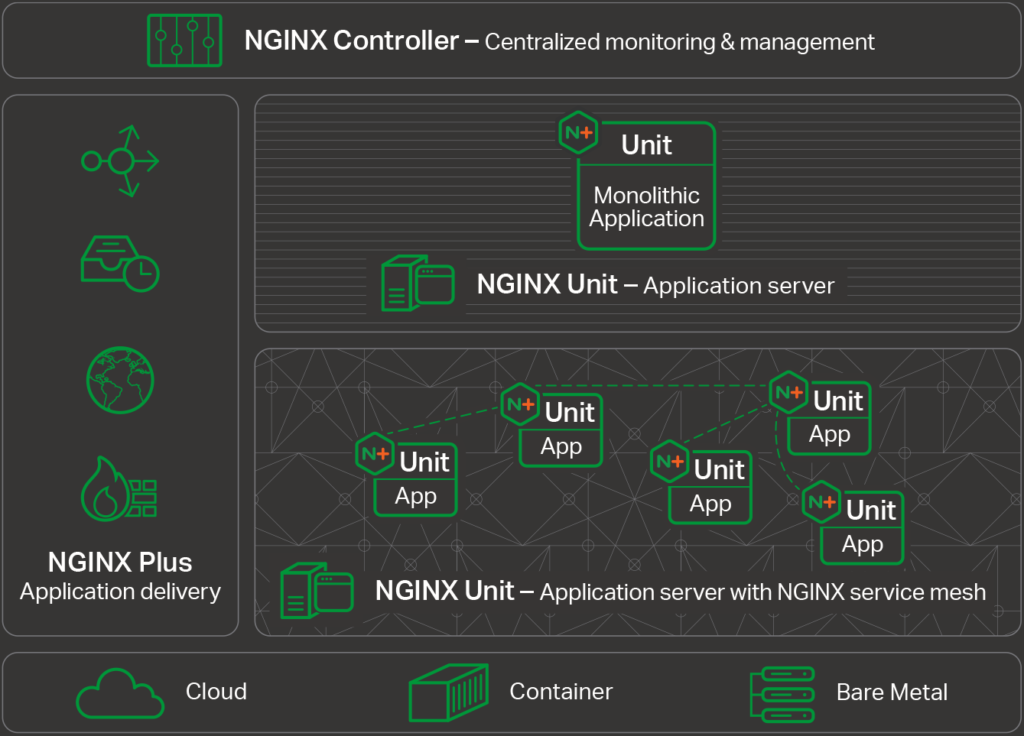 NGINX Controller – Centralized monitoring & management
NGINX Plus
Application delivery
N+
Unit
Monolithic
Application
NGINX Unit – Application server
N+
Unit
App
N+
Unit
App
N+
Unit
App
N+
Unit
App
N+
Unit
App
NGINX Unit – Application server with NGINX service mesh
Cloud
Container
Bare Metal